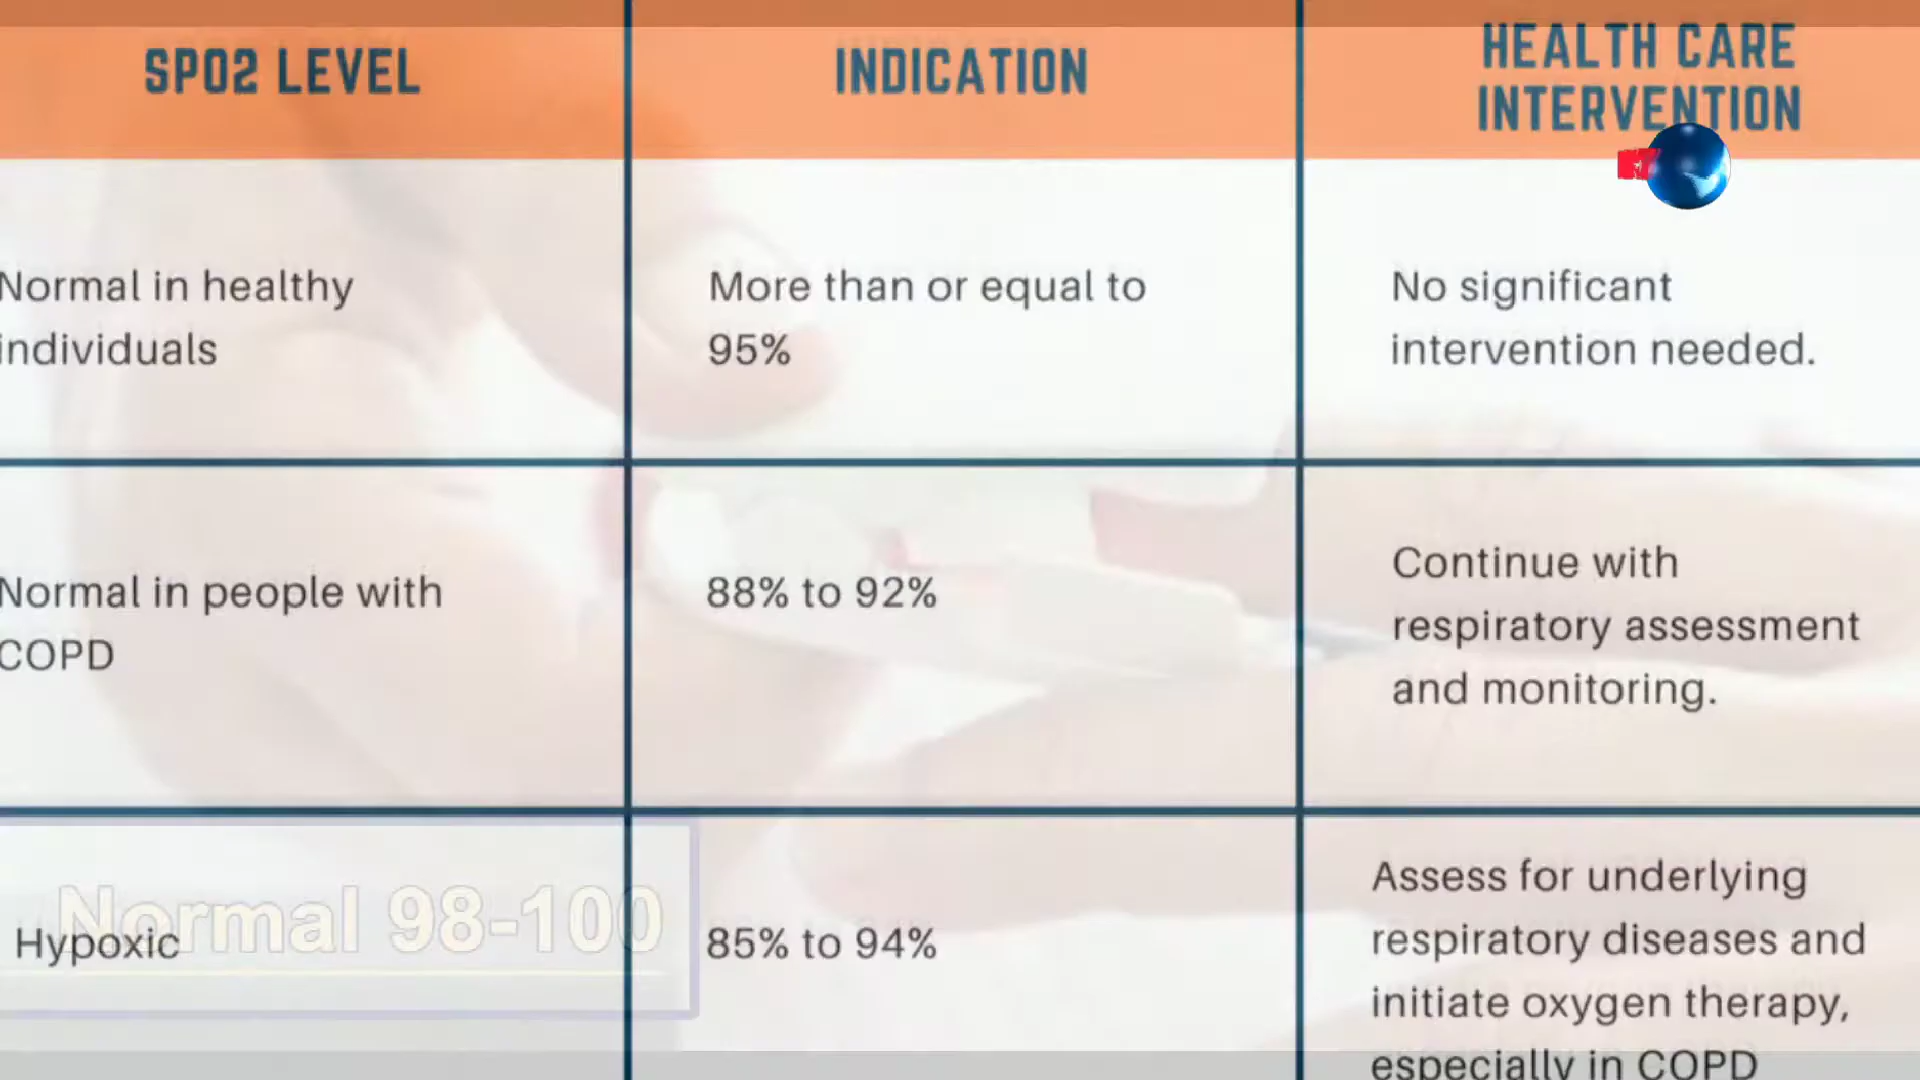 SPO2 LEVEL
INDICATION
HEALTH CARE
INTERVENTION
Normal in healthy
individuals
More than or equal to
95%
No significant
intervention needed.
Normal in people with
COPD
88% to 92%
Continue with
respiratory assessment
and monitoring.
Normal 98-100
Hypoxic
85% to 94%
Assess for underlying
respiratory diseases and
initiate oxygen therapy,
especially in COPD